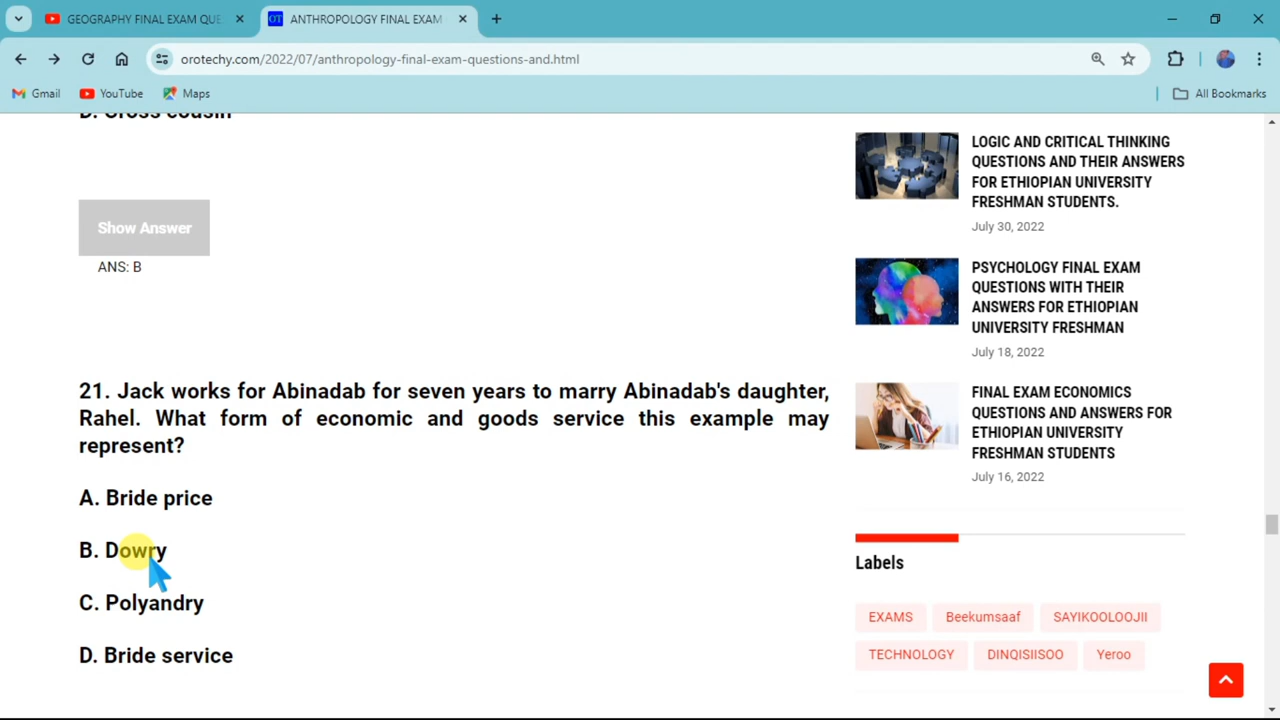 GEOGRAPHY FINAL EXAM QUE
ANTHROPOLOGY FINAL EXAM
orotechy.com/2022/07/anthropology-final-exam-questions-and.html
Gmail
YouTube
Maps
All Bookmarks
D. Cross cousin
Show Answer
ANS: B
21. Jack works for Abinadab for seven years to marry Abinadab's daughter,
Rahel. What form of economic and goods service this example may
represent?
A. Bride price
B. Dowry
C. Polyandry
D. Bride service
LOGIC AND CRITICAL THINKING
QUESTIONS AND THEIR ANSWERS
FOR ETHIOPIAN UNIVERSITY
FRESHMAN STUDENTS.
July 30, 2022
PSYCHOLOGY FINAL EXAM
QUESTIONS WITH THEIR
ANSWERS FOR ETHIOPIAN
UNIVERSITY FRESHMAN
July 18, 2022
FINAL EXAM ECONOMICS
QUESTIONS AND ANSWERS FOR
ETHIOPIAN UNIVERSITY
FRESHMAN STUDENTS
July 16, 2022
Labels
EXAMS
Beekumsaaf
SAYIKOOLOOJII
TECHNOLOGY
DINQISIISOO
Yeroo